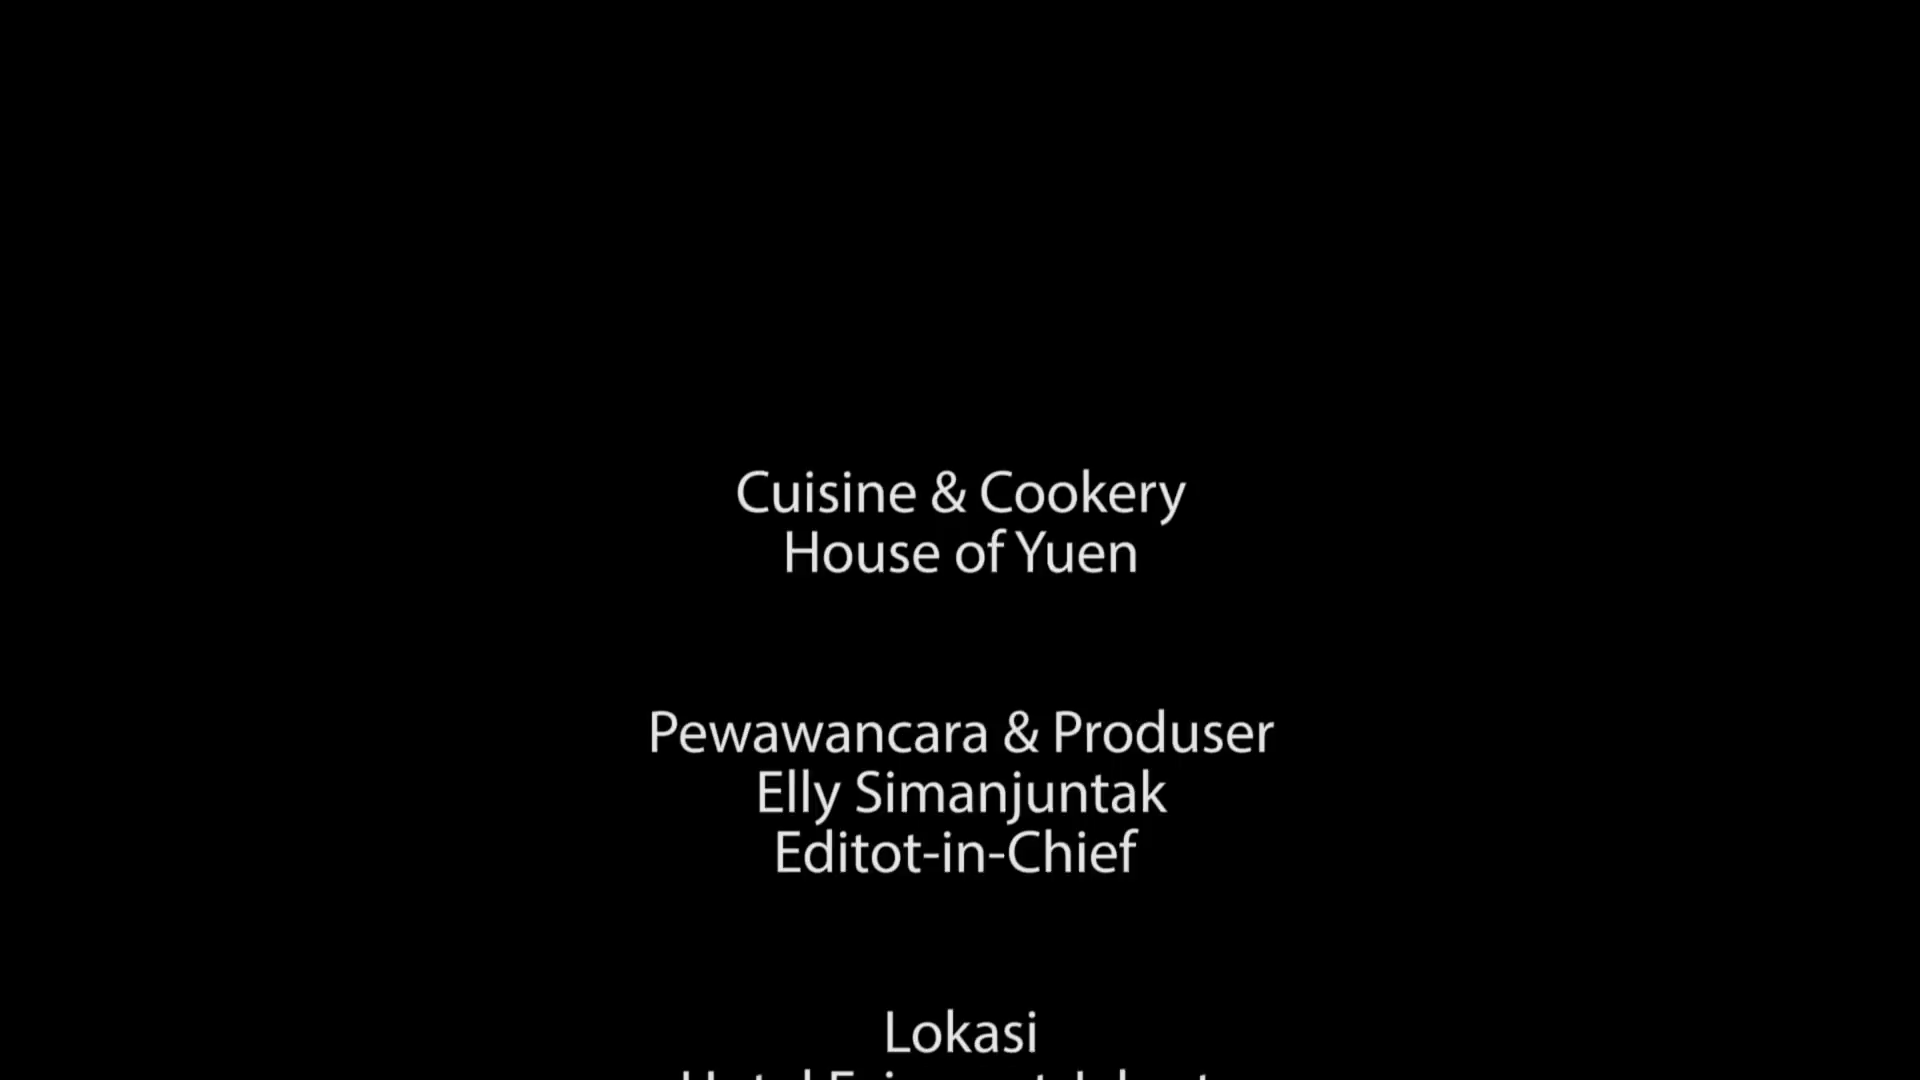 Cuisine & Cookery
House of Yuen
Pewawancara & Produser
Elly Simanjuntak
Editot-in-Chief
Lokasi